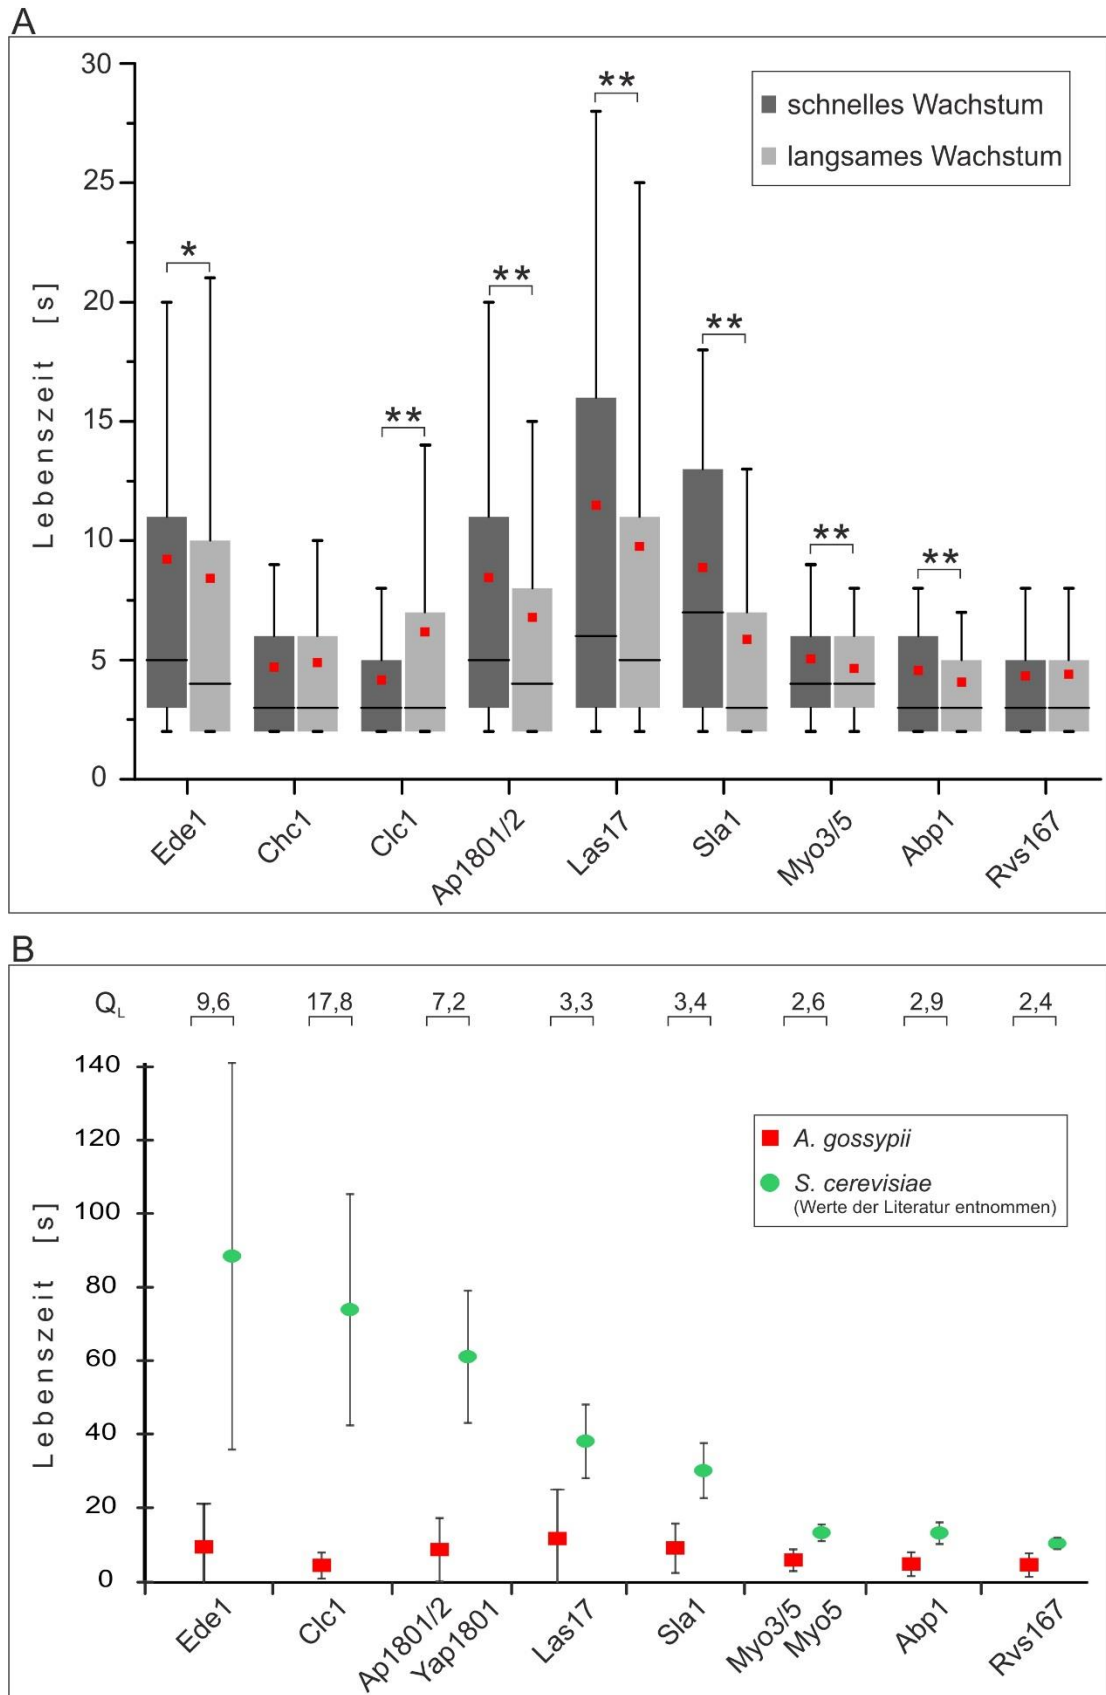 A
30
25
20
15
10
5
0
Lebenszeit [s]
schnelles Wachstum
langsames Wachstum
*
**
**
**
**
**
**
Ede1
Chc1
Clc1
Ap1801/2
Las17
Sla1
Myo3/5
Abp1
Rvs167
B
QL
9,6
17,8
7,2
3,3
3,4
2,6
2,9
2,4
140
120
100
80
60
40
20
0
Lebenszeit [s]
A. gossypii
S. cerevisiae
(Werte der Literatur entnommen)
Ede1
Clc1
Ap1801/2
Yap1801
Las17
Sla1
Myo3/5
Myo5
Abp1
Rvs167